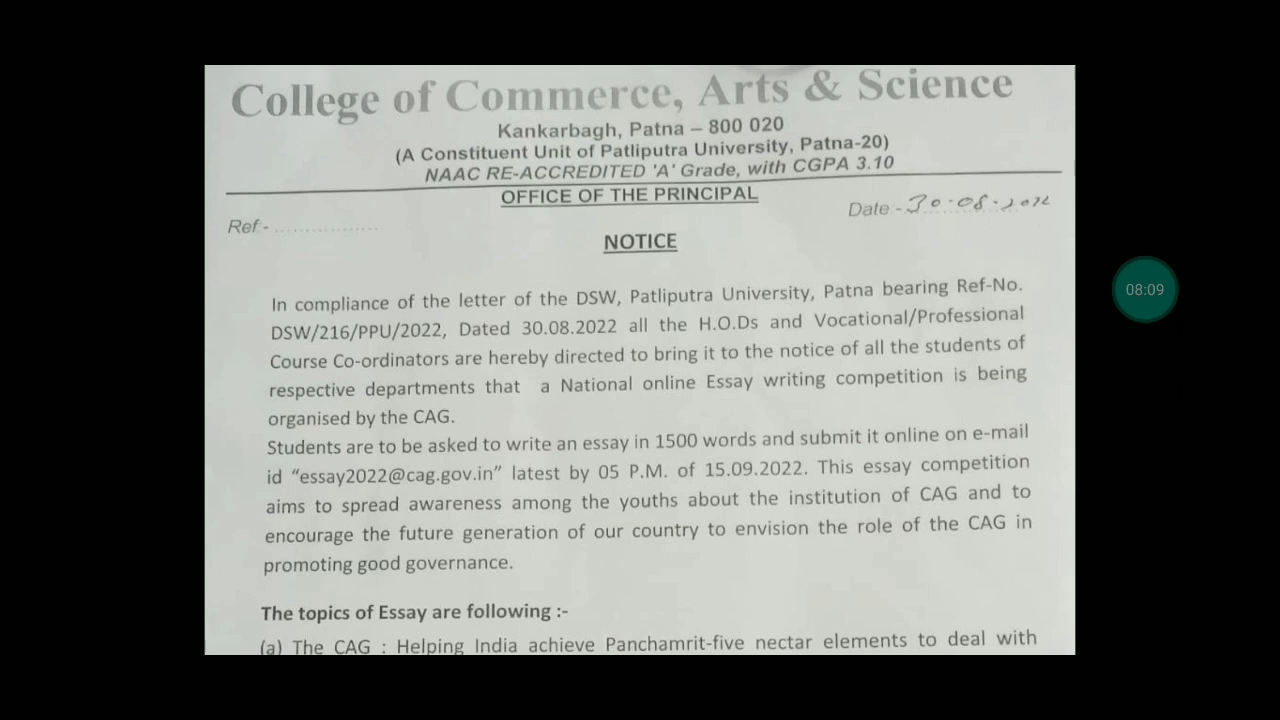 College of Commerce, Arts & Science
Kankarbagh, Patna – 800 020
(A Constituent Unit of Patliputra University, Patna-20)
NAAC RE-ACCREDITED 'A' Grade, with CGPA 3.10
OFFICE OF THE PRINCIPAL
Ref:- ..................
Date:- 30.08.2022
NOTICE
In compliance of the letter of the DSW, Patliputra University, Patna bearing Ref-No.
DSW/216/PPU/2022, Dated 30.08.2022 all the H.O.Ds and Vocational/Professional
Course Co-ordinators are hereby directed to bring it to the notice of all the students of
respective departments that a National online Essay writing competition is being
organised by the CAG.
Students are to be asked to write an essay in 1500 words and submit it online on e-mail
id “essay2022@cag.gov.in” latest by 05 P.M. of 15.09.2022. This essay competition
aims to spread awareness among the youths about the institution of CAG and to
encourage the future generation of our country to envision the role of the CAG in
promoting good governance.
The topics of Essay are following :-
(a) The CAG : Helping India achieve Panchamrit-five nectar elements to deal with
08:09